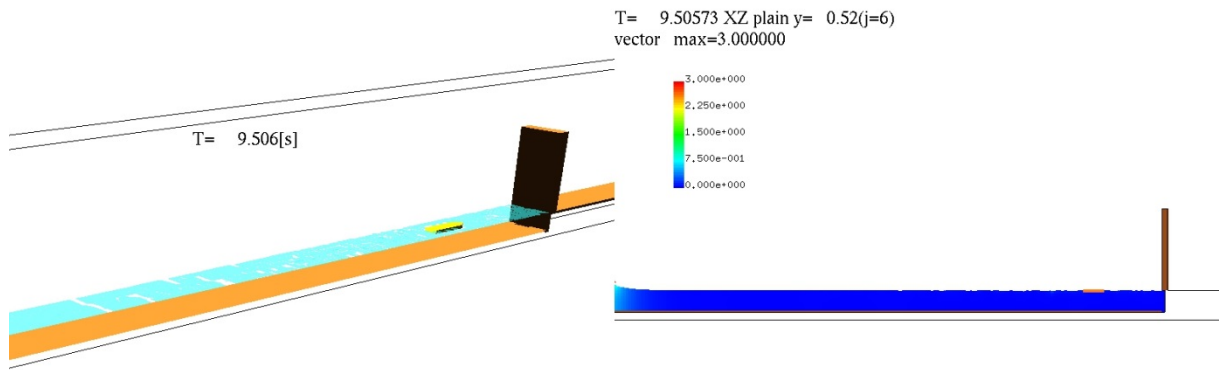 T= 9.50573 XZ plain y= 0.52(j=6)
vector max=3.000000
3.000e+000
2.250e+000
1.500e+000
7.500e-001
0.000e+000
T= 9.506[s]